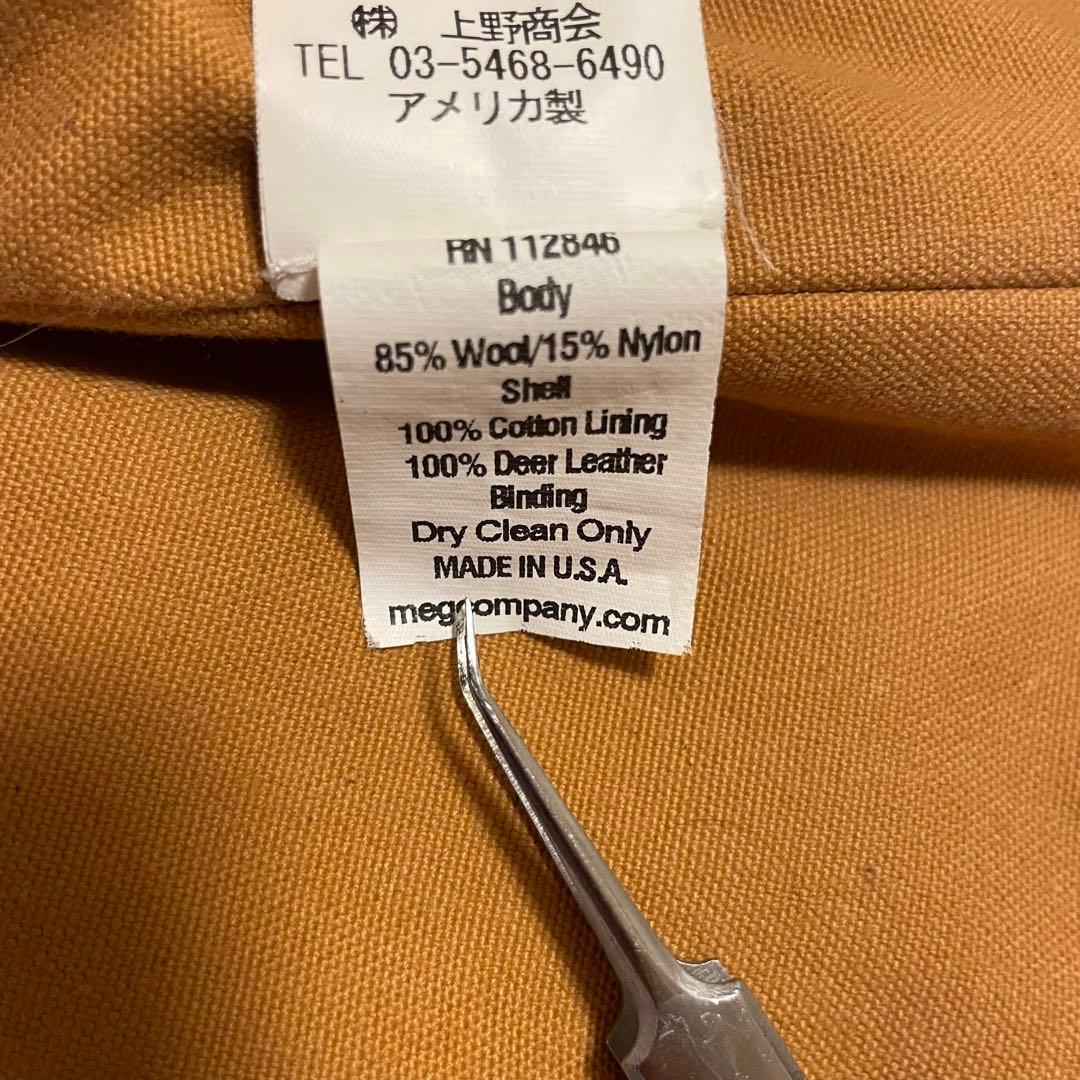 ㈱ 上野商会
TEL 03-5468-6490
アメリカ製
RN 112846
Body
85% Wool/15% Nylon
Shell
100% Cotton Lining
100% Deer Leather
Binding
Dry Clean Only
MADE IN U.S.A.
megcompany.com